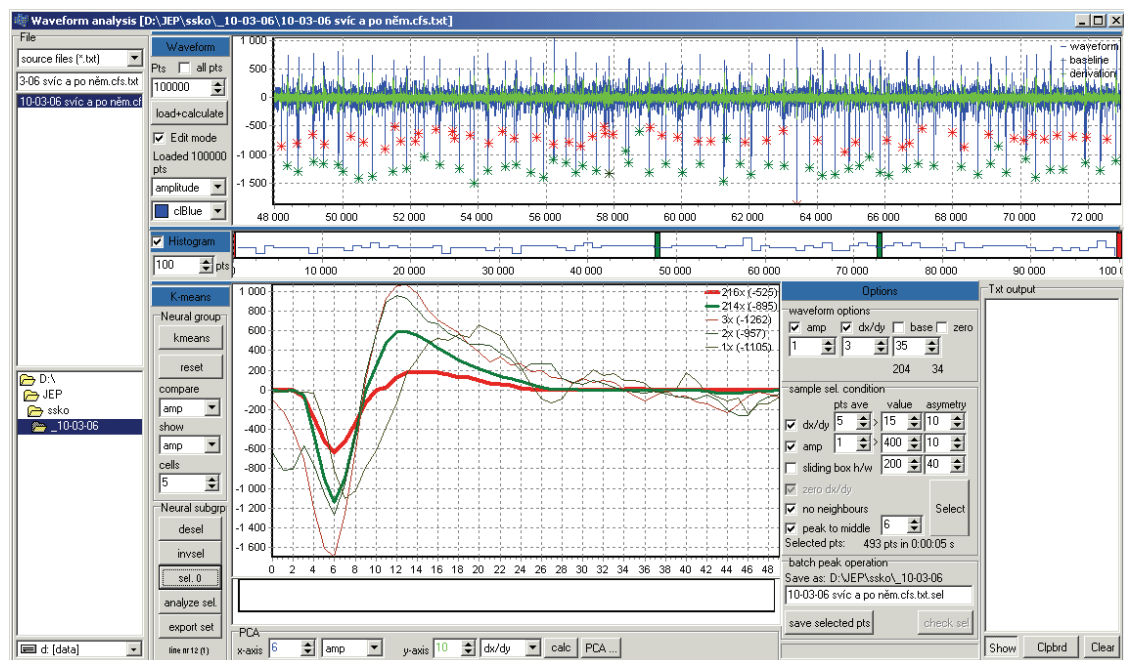 Waveform analysis [D:\JEP\ssko\_10-03-06\10-03-06 svíc a po něm.cfs.txt]
File
source files (*.txt)
3-06 svíc a po něm.cfs.txt
10-03-06 svíc a po něm.cf
D:\
JEP
ssko
_10-03-06
d: [data]
Waveform
Pts all pts
100000
load+calculate
Edit mode
Loaded 100000
pts
amplitude
clBlue
1 000
500
0
-500
-1 000
-1 500
waveform
baseline
derivation
48 000 50 000 52 000 54 000 56 000 58 000 60 000 62 000 64 000 66 000 68 000 70 000 72 000
Histogram
100 pts
10 000 20 000 30 000 40 000 50 000 60 000 70 000 80 000 90 000
K-means
Neural group
kmeans
reset
compare
amp
show
amp
cells
5
Neural subgrp
desel
invsel
sel. 0
analyze sel.
export set
line nr 12 (1)
1 000
800
600
400
200
0
-200
-400
-600
-800
-1 000
-1 200
-1 400
-1 600
216x (-525)
214x (-895)
3x (-1262)
2x (-957)
1x (-1105)
0 2 4 6 8 10 12 14 16 18 20 22 24 26 28 30 32 34 36 38 40 42 44 46 48
PCA
x-axis 6 amp y-axis 10 dx/dy calc PCA ...
Options
waveform options
amp dx/dy base zero
1 3 35
204 34
sample sel. condition
pts ave value asymetry
dx/dy 5 > 15 10
amp 1 > 400 10
sliding box h/w 200 40
zero dx/dy
no neighbours
peak to middle 6
Select
Selected pts: 493 pts in 0:00:05 s
batch peak operation
Save as: D:\JEP\ssko\_10-03-06
10-03-06 svíc a po něm.cfs.txt.sel
save selected pts check sel
Txt output
Show Clpbrd Clear